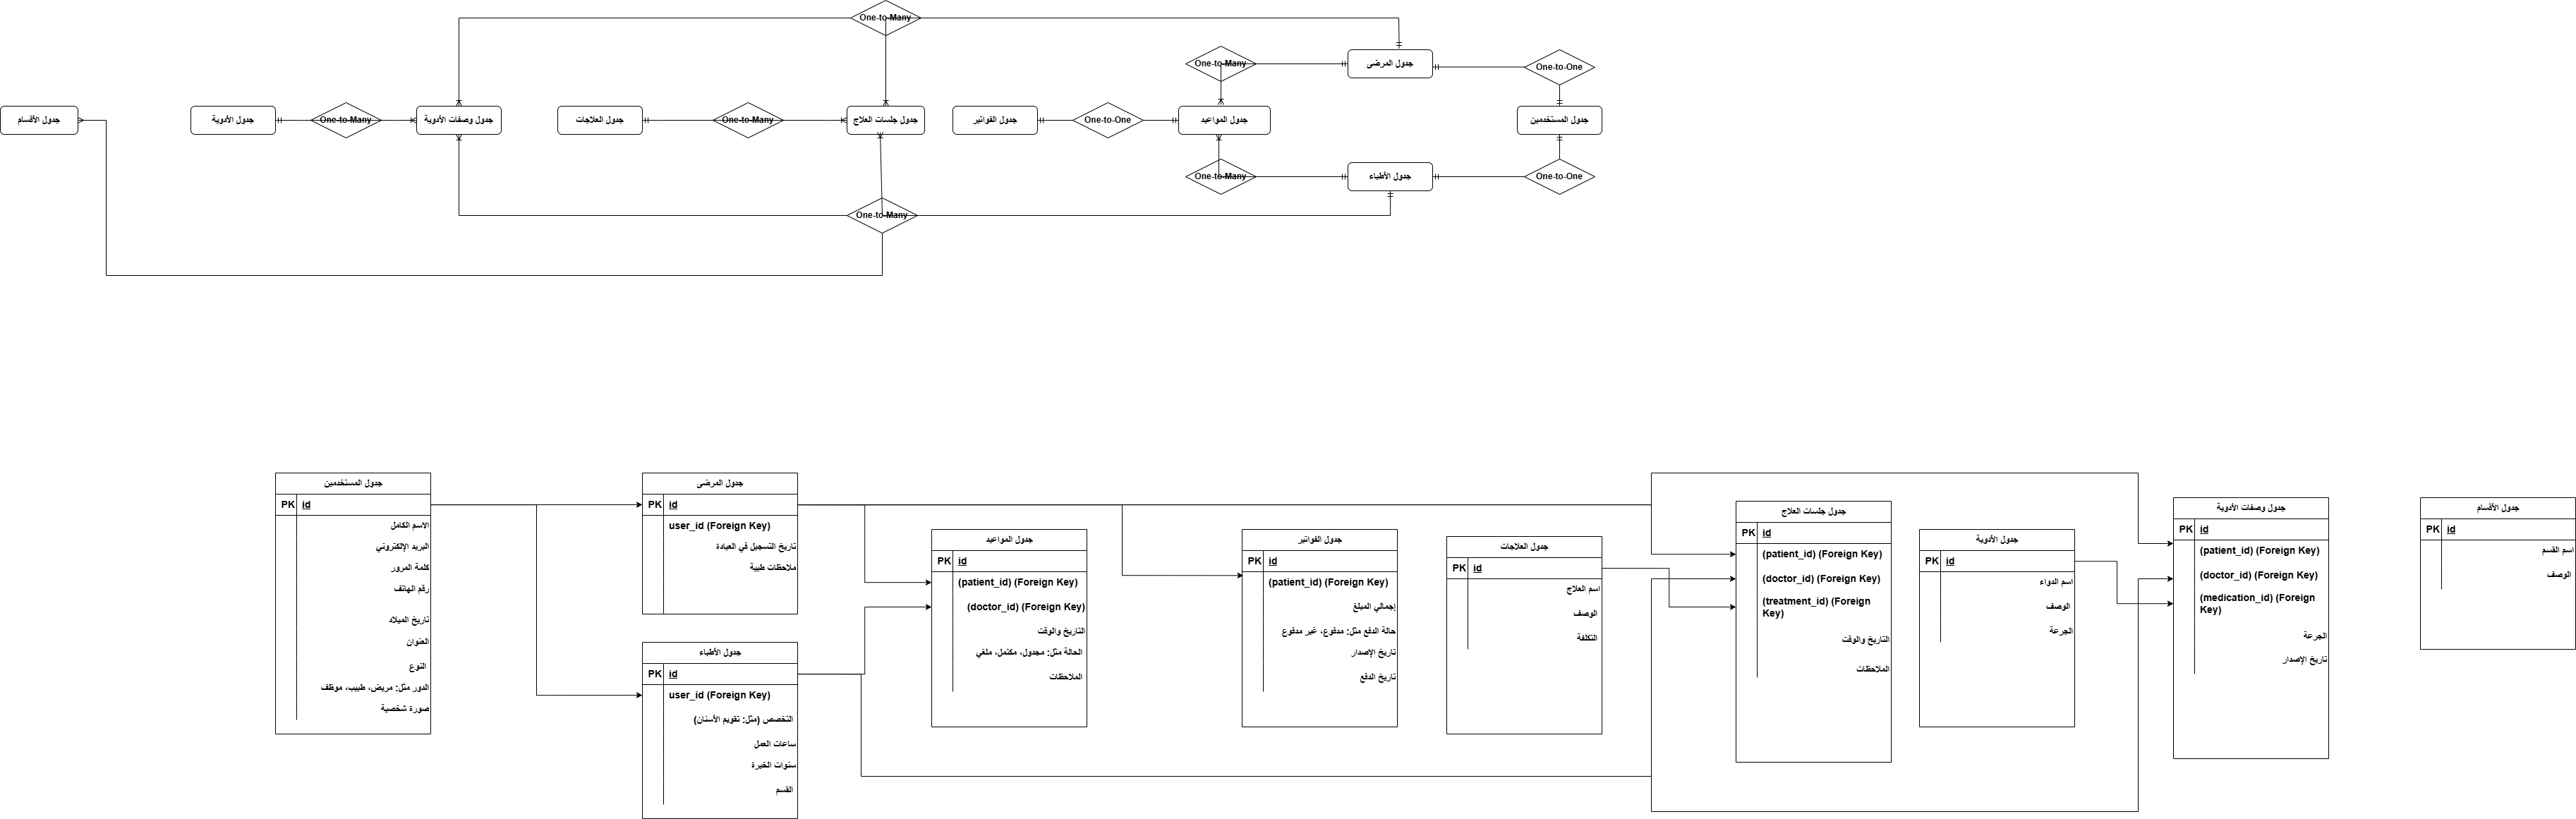 One-to-Many
One-to-Many
جدول المرضى
One-to-One
جدول الأقسام
جدول الأدوية
One-to-Many
جدول وصفات الأدوية
جدول العلاجات
One-to-Many
جدول جلسات العلاج
جدول الفواتير
One-to-One
جدول المواعيد
جدول المستخدمين
One-to-Many
جدول الأطباء
One-to-One
One-to-Many
جدول المستخدمين
PK id
الاسم الكامل
البريد الإلكتروني
كلمة المرور
رقم الهاتف
تاريخ الميلاد
العنوان
النوع
الدور مثل: مريض، طبيب، موظف
صورة شخصية
جدول المرضى
PK id
user_id (Foreign Key)
تاريخ التسجيل في العيادة
ملاحظات طبية
جدول الأطباء
PK id
user_id (Foreign Key)
التخصص (مثل: تقويم الأسنان)
ساعات العمل
سنوات الخبرة
القسم
جدول المواعيد
PK id
(patient_id) (Foreign Key)
(doctor_id) (Foreign Key)
التاريخ والوقت
الحالة مثل: مجدول، مكتمل، ملغي
الملاحظات
جدول الفواتير
PK id
(patient_id) (Foreign Key)
إجمالي المبلغ
حالة الدفع مثل: مدفوع، غير مدفوع
تاريخ الإصدار
تاريخ الدفع
جدول العلاجات
PK id
اسم العلاج
الوصف
التكلفة
جدول جلسات العلاج
PK id
(patient_id) (Foreign Key)
(doctor_id) (Foreign Key)
(treatment_id) (Foreign
Key)
التاريخ والوقت
الملاحظات
جدول الأدوية
PK id
اسم الدواء
الوصف
الجرعة
جدول وصفات الأدوية
PK id
(patient_id) (Foreign Key)
(doctor_id) (Foreign Key)
(medication_id) (Foreign
Key)
الجرعة
تاريخ الإصدار
جدول الأقسام
PK id
اسم القسم
الوصف